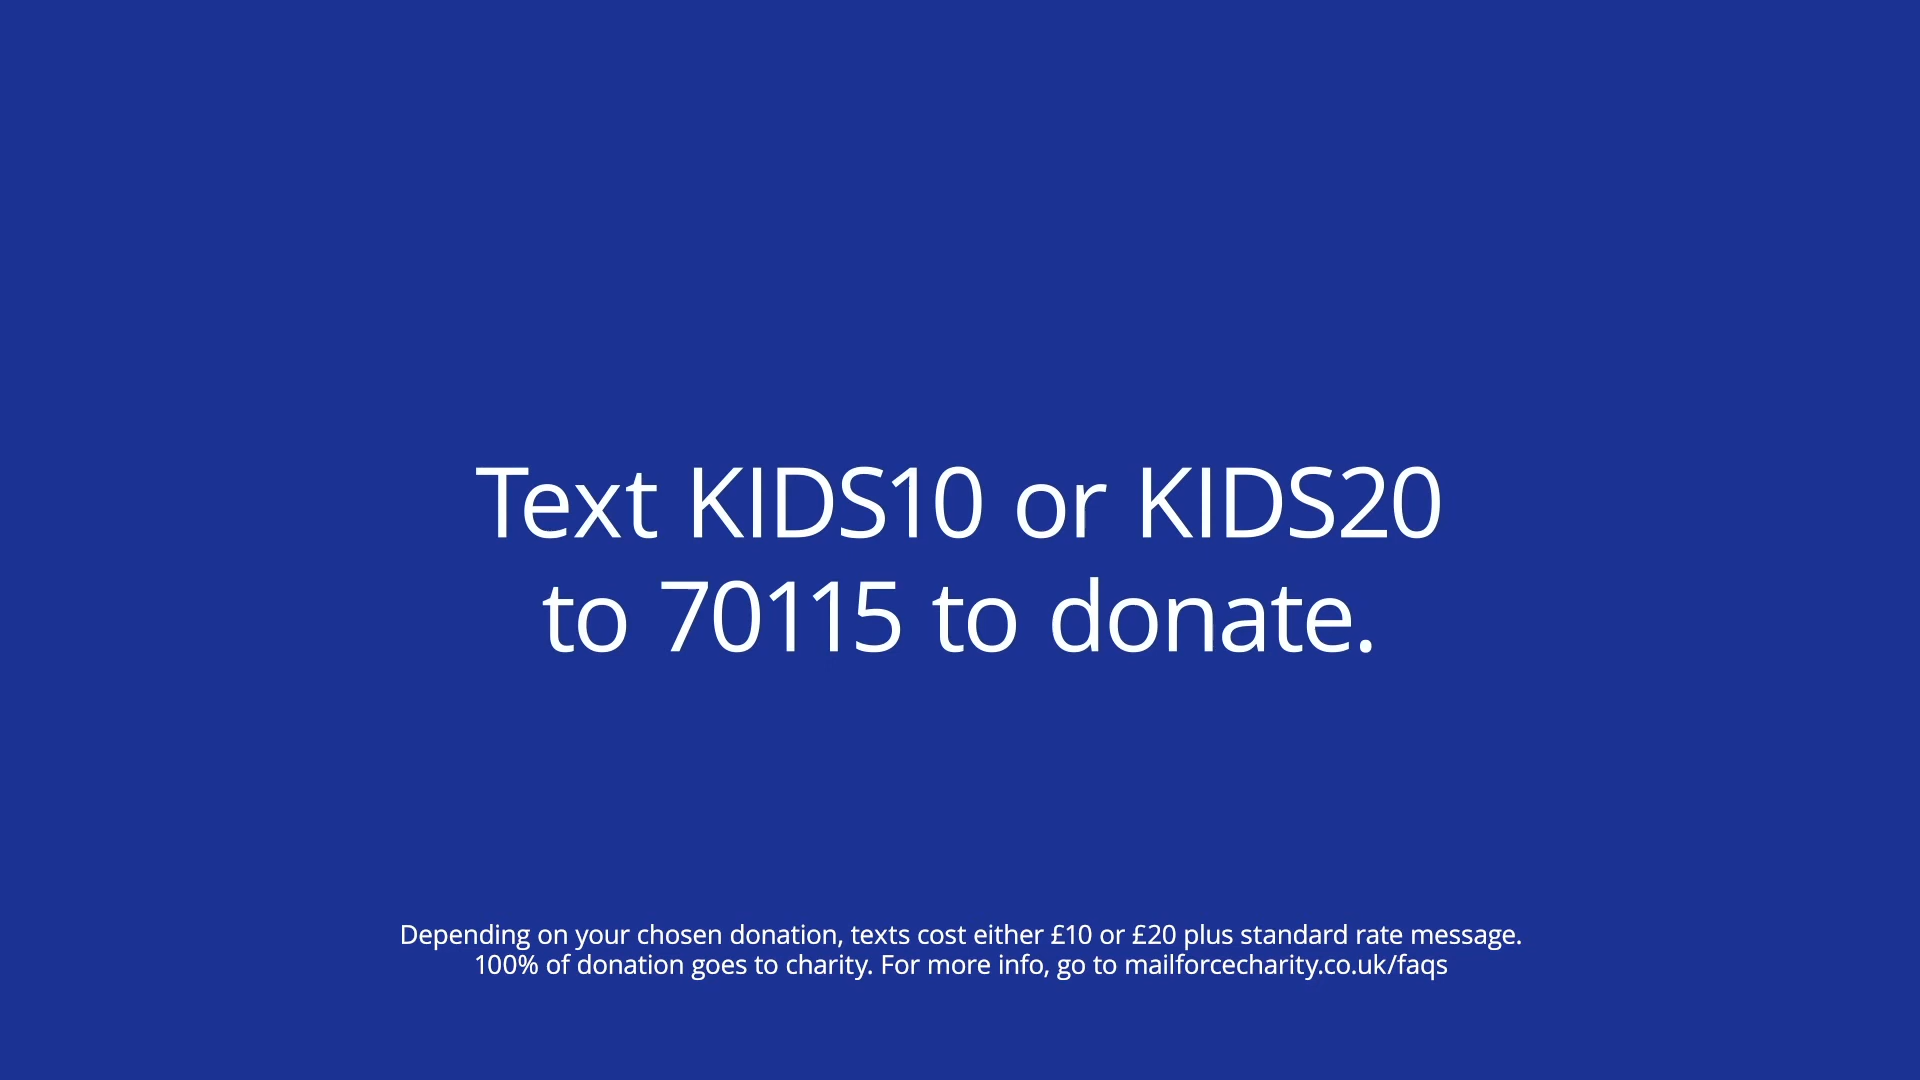 Text KIDS10 or KIDS20
to 70115 to donate.
Depending on your chosen donation, texts cost either £10 or £20 plus standard rate message.
100% of donation goes to charity. For more info, go to mailforcecharity.co.uk/faqs